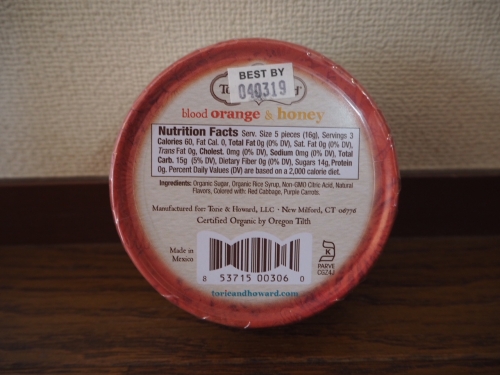 BEST BY
040319
blood orange & honey
Nutrition Facts Serv. Size 5 pieces (16g), Servings 3
Calories 60, Fat Cal. 0, Total Fat 0g (0% DV), Sat. Fat 0g (0% DV),
Trans Fat 0g, Cholest. 0mg (0% DV), Sodium 0mg (0% DV), Total
Carb. 15g (5% DV), Dietary Fiber 0g (0% DV), Sugars 14g, Protein
0g. Percent Daily Values (DV) are based on a 2,000 calorie diet.
Ingredients: Organic Sugar, Organic Rice Syrup, Non-GMO Citric Acid, Natural
Flavors, Colored with: Red Cabbage, Purple Carrots.
Manufactured for: Torie & Howard, LLC · New Milford, CT 06776
Certified Organic by Oregon Tilth
Made in
Mexico
K
PARVE
8 53715 00306 0
torieandhoward.com